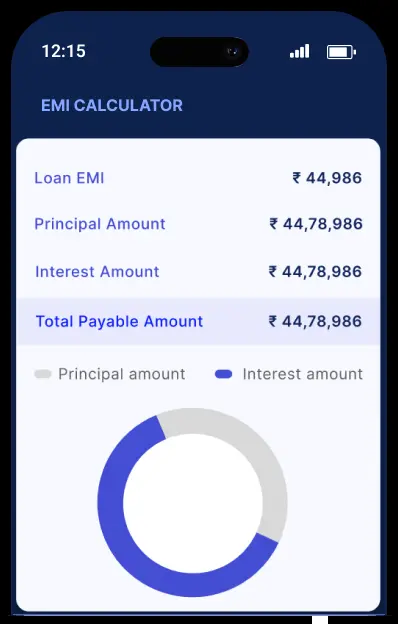 12:15
EMI CALCULATOR
Loan EMI ₹ 44,986
Principal Amount ₹ 44,78,986
Interest Amount ₹ 44,78,986
Total Payable Amount ₹ 44,78,986
Principal amount Interest amount